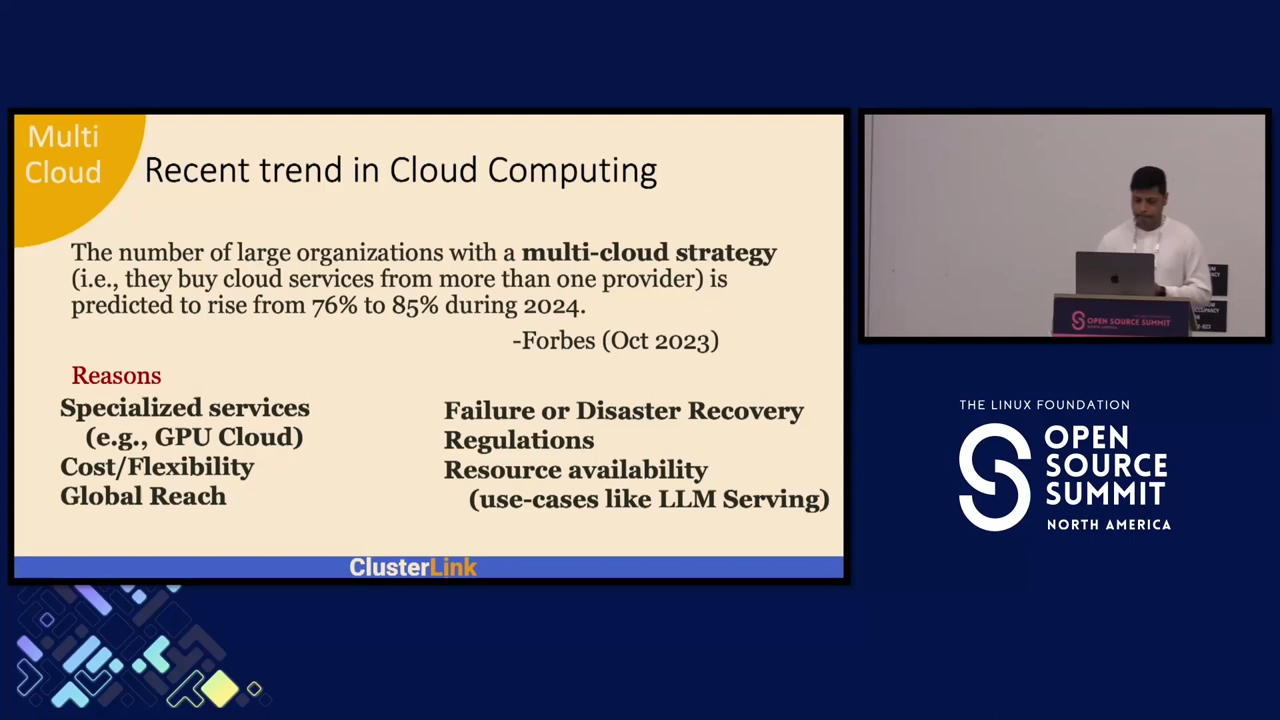 Multi
Cloud
Recent trend in Cloud Computing
The number of large organizations with a multi-cloud strategy
(i.e., they buy cloud services from more than one provider) is
predicted to rise from 76% to 85% during 2024.
-Forbes (Oct 2023)
Reasons
Specialized services
(e.g., GPU Cloud)
Cost/Flexibility
Global Reach
Failure or Disaster Recovery
Regulations
Resource availability
(use-cases like LLM Serving)
ClusterLink
OPEN SOURCE SUMMIT
THE LINUX FOUNDATION
OPEN
SOURCE
SUMMIT
NORTH AMERICA